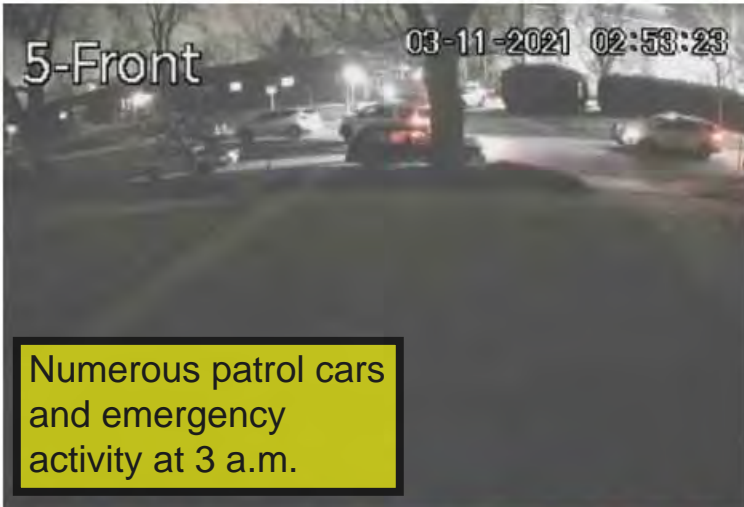 5-Front
03-11-2021 02:53:23
Numerous patrol cars
and emergency
activity at 3 a.m.